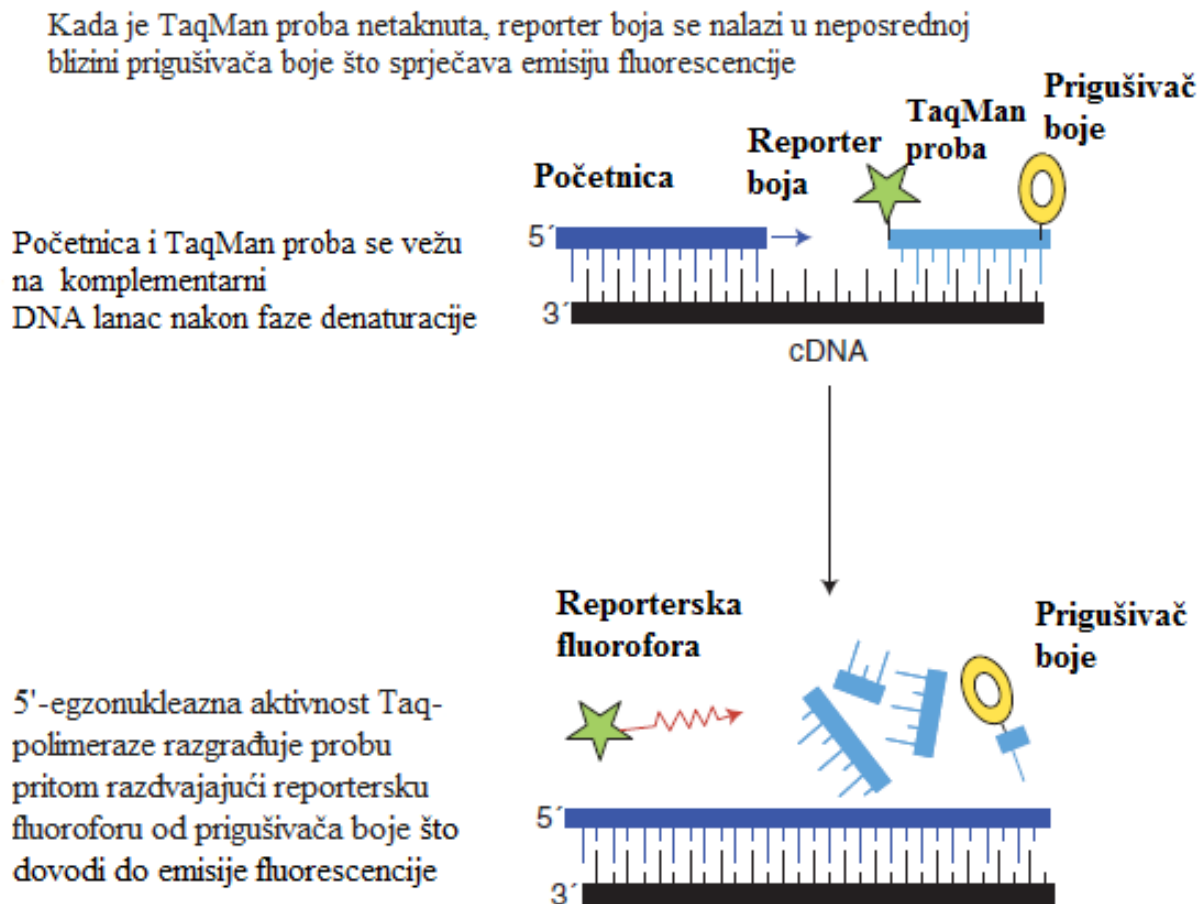 Kada je TaqMan proba netaknuta, reporter boja se nalazi u neposrednoj
blizini prigušivača boje što sprječava emisiju fluorescencije
Prigušivač
boje
TaqMan
proba
Reporter
boja
Početnica
Početnica i TaqMan proba se vežu
na komplementarni
DNA lanac nakon faze denaturacije
5´
3´
cDNA
Reporterska
fluorofora
Prigušivač
boje
5'-egzonukleazna aktivnost Taq-
polimeraze razgrađuje probu
pritom razdvajajući reportersku
fluoroforu od prigušivača boje što
dovodi do emisije fluorescencije
5´
3´